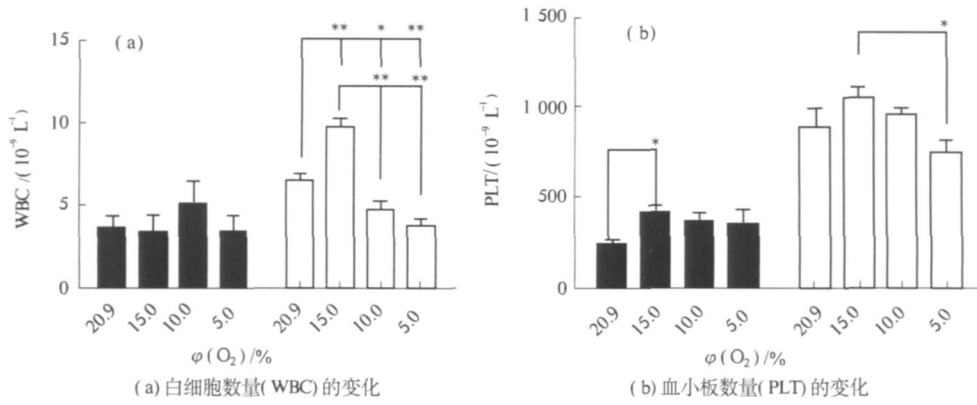 (a)
15
10
5
0
WBC /(10⁻⁹ L⁻¹)
** * **
** **
20.9 15.0 10.0 5.0 20.9 15.0 10.0 5.0
φ(O₂)/%
(a) 白细胞数量(WBC)的变化
(b)
1 500
1 000
500
0
PLT/(10⁻⁹ L⁻¹)
*
*
20.9 15.0 10.0 5.0 20.9 15.0 10.0 5.0
φ(O₂)/%
(b) 血小板数量(PLT)的变化